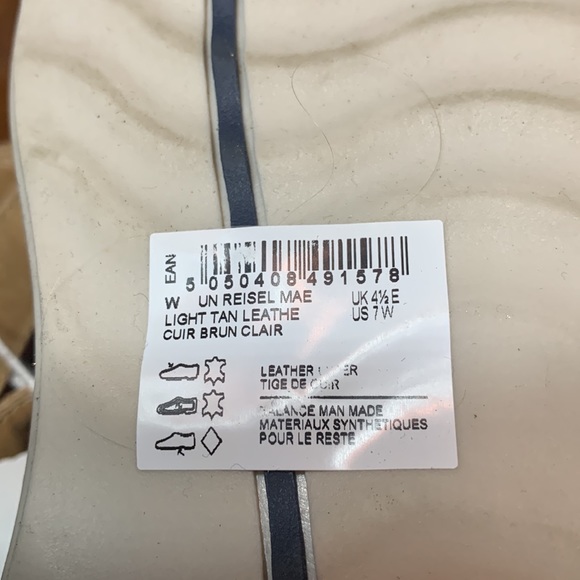 EAN
5 050408 491578
W UN REISEL MAE UK 4½ E
LIGHT TAN LEATHE US 7 W
CUIR BRUN CLAIR
LEATHER
TIGE DE CUIR
BALANCE MAN MADE
MATERIAUX SYNTHETIQUES
POUR LE RESTE